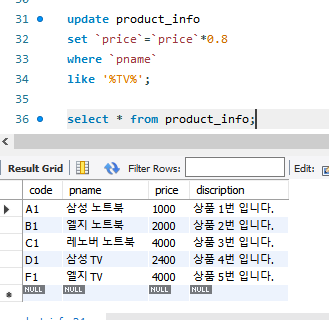 31 update product_info
32 set `price`=`price`*0.8
33 where `pname`
34 like '%TV%';
35
36 select * from product_info;
Result Grid Filter Rows: Edit:
code pname price discription
A1 삼성 노트북 1000 상품 1번 입니다.
B1 엘지 노트북 2000 상품 2번 입니다.
C1 레노버 노트북 4000 상품 3번 입니다.
D1 삼성 TV 2400 상품 4번 입니다.
F1 엘지 TV 4000 상품 5번 입니다.
NULL NULL NULL NULL